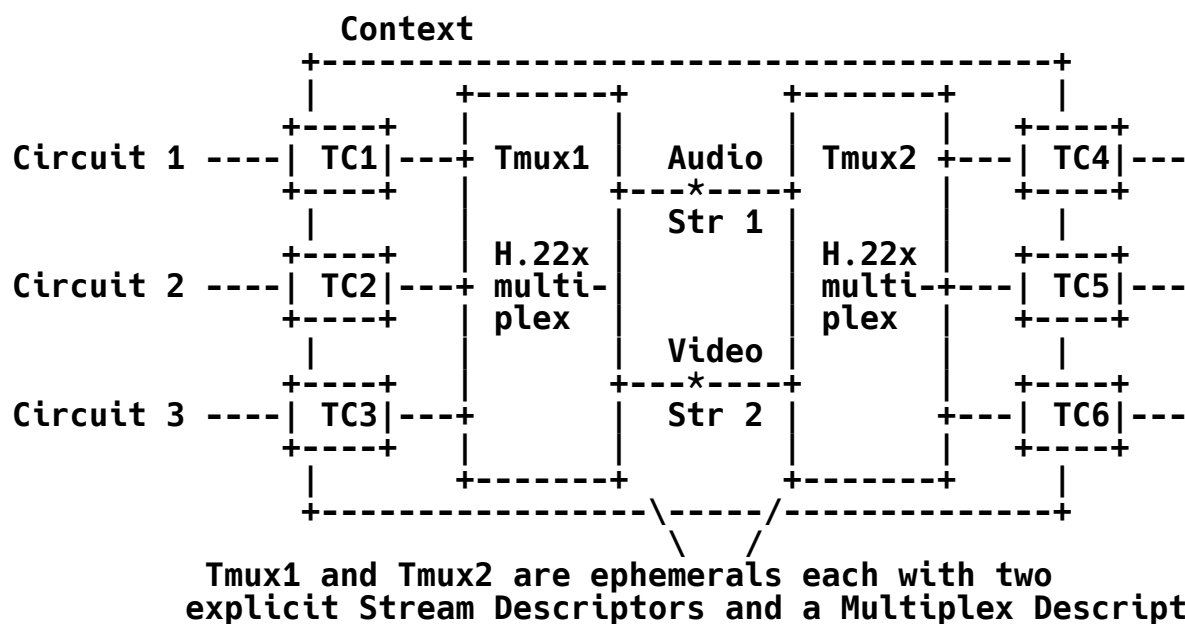 Context
+--------------------------------------+
|       +-------+        +-------+     |
+----+   |       |        |       |   +----+
Circuit 1 ----| TC1|---+ Tmux1 |  Audio | Tmux2 +---| TC4|---
+----+   |       +---*----+       |   +----+
|       |       |  Str 1 |       |     |
+----+   | H.22x |        | H.22x |   +----+
Circuit 2 ----| TC2|---+ multi-|        | multi-+---| TC5|---
+----+   | plex  |        | plex  |   +----+
|       |       |  Video |       |     |
+----+   |       +---*----+       |   +----+
Circuit 3 ----| TC3|---+       |  Str 2 |       +---| TC6|---
+----+   |       |        |       |   +----+
|       +-------+        +-------+     |
+-----------------\-----/--------------+
\   /
Tmux1 and Tmux2 are ephemerals each with two
explicit Stream Descriptors and a Multiplex Descript